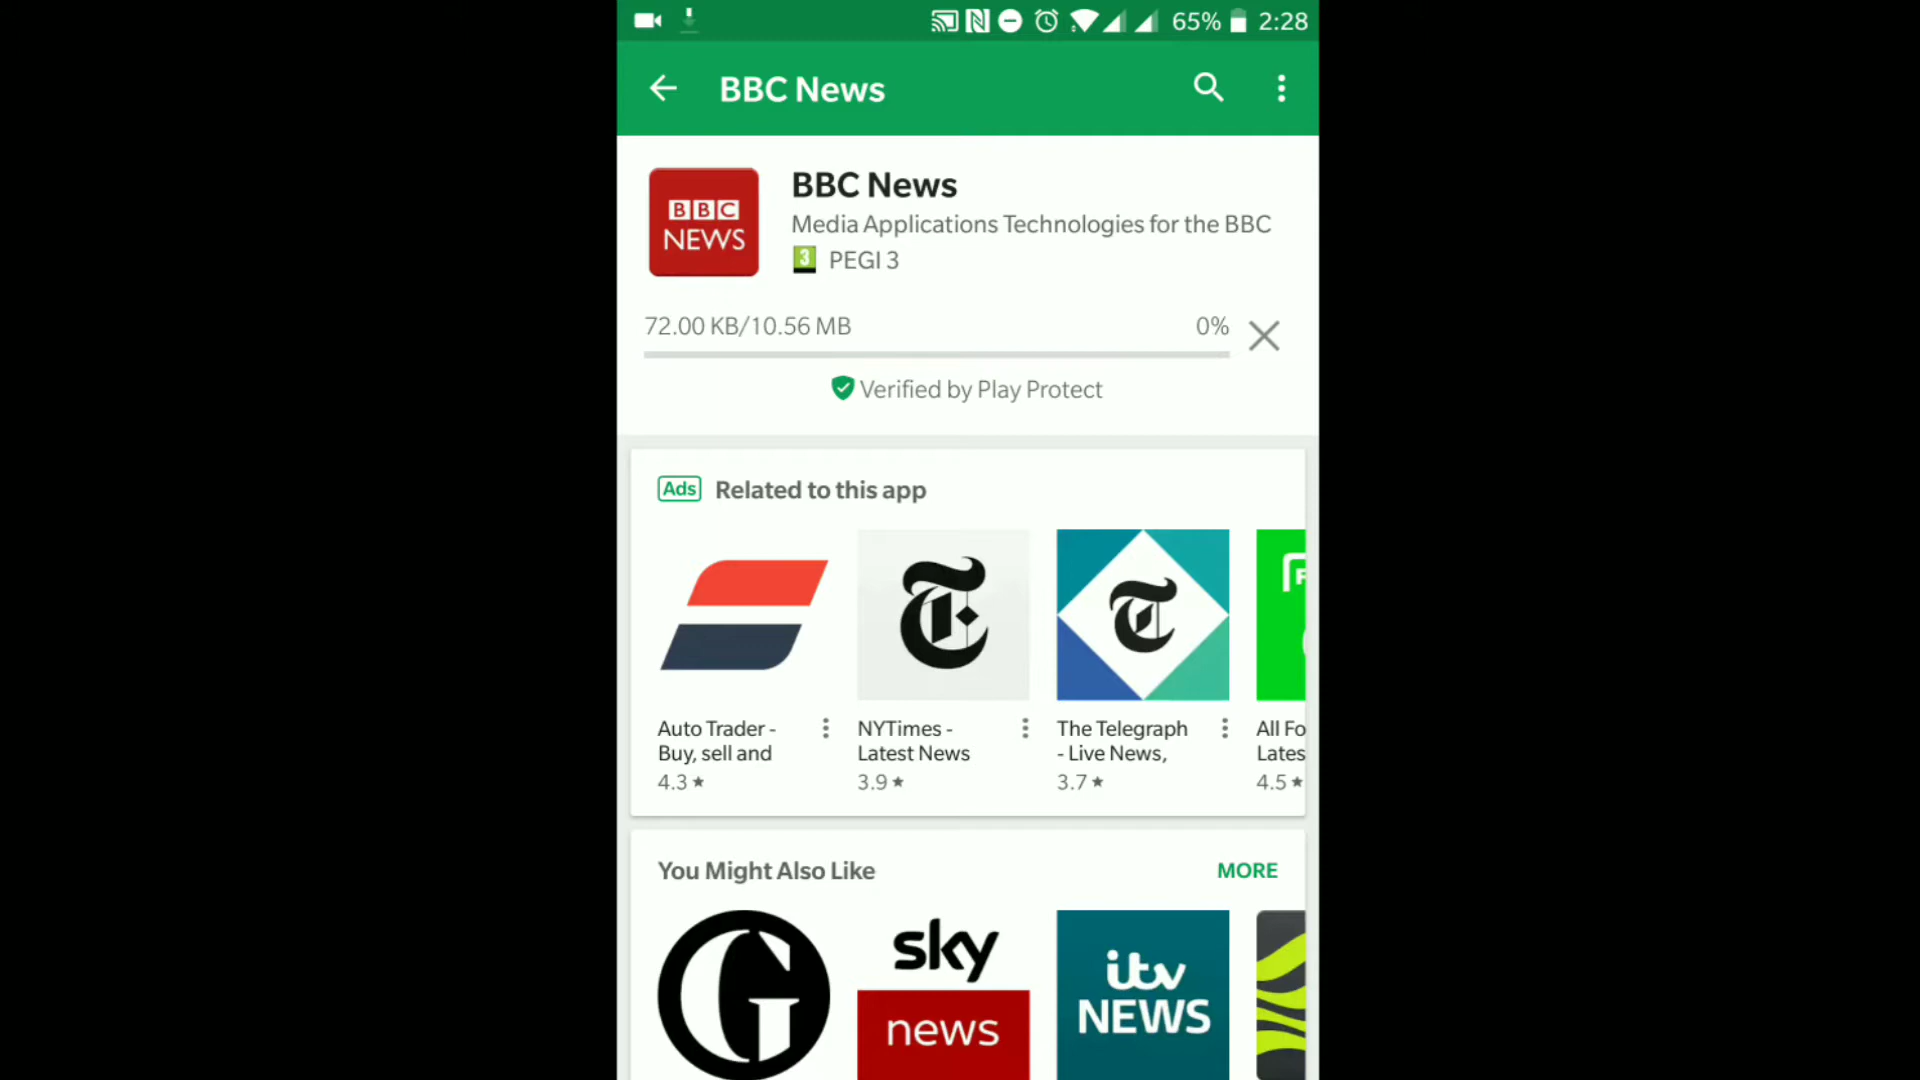 65% 2:28
BBC News
BBC
NEWS
BBC News
Media Applications Technologies for the BBC
3 PEGI 3
72.00 KB/10.56 MB 0%
Verified by Play Protect
Ads Related to this app
Auto Trader -
Buy, sell and
4.3 ★
NYTimes -
Latest News
3.9 ★
The Telegraph
- Live News,
3.7 ★
All Fo
Lates
4.5 ★
You Might Also Like MORE
G
sky
news
itv
NEWS